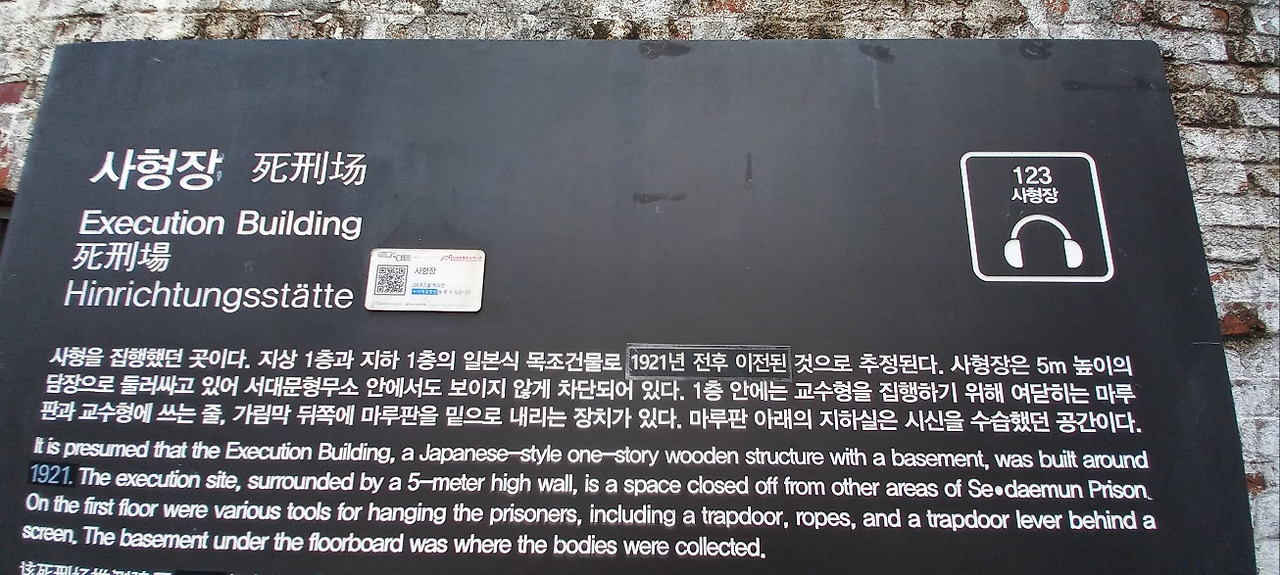 사형장 死刑场
Execution Building
死刑場
Hinrichtungsstätte
사형장
123
사형장
사형을 집행했던 곳이다. 지상 1층과 지하 1층의 일본식 목조건물로 1921년 전후 이전된 것으로 추정된다. 사형장은 5m 높이의
담장으로 둘러싸고 있어 서대문형무소 안에서도 보이지 않게 차단되어 있다. 1층 안에는 교수형을 집행하기 위해 여닫히는 마루
판과 교수형에 쓰는 줄, 가림막 뒤쪽에 마루판을 밑으로 내리는 장치가 있다. 마루판 아래의 지하실은 시신을 수습했던 공간이다.
It is presumed that the Execution Building, a Japanese-style one-story wooden structure with a basement, was built around
1921. The execution site, surrounded by a 5-meter high wall, is a space closed off from other areas of Se•daemun Prison.
On the first floor were various tools for hanging the prisoners, including a trapdoor, ropes, and a trapdoor lever behind a
screen. The basement under the floorboard was where the bodies were collected.